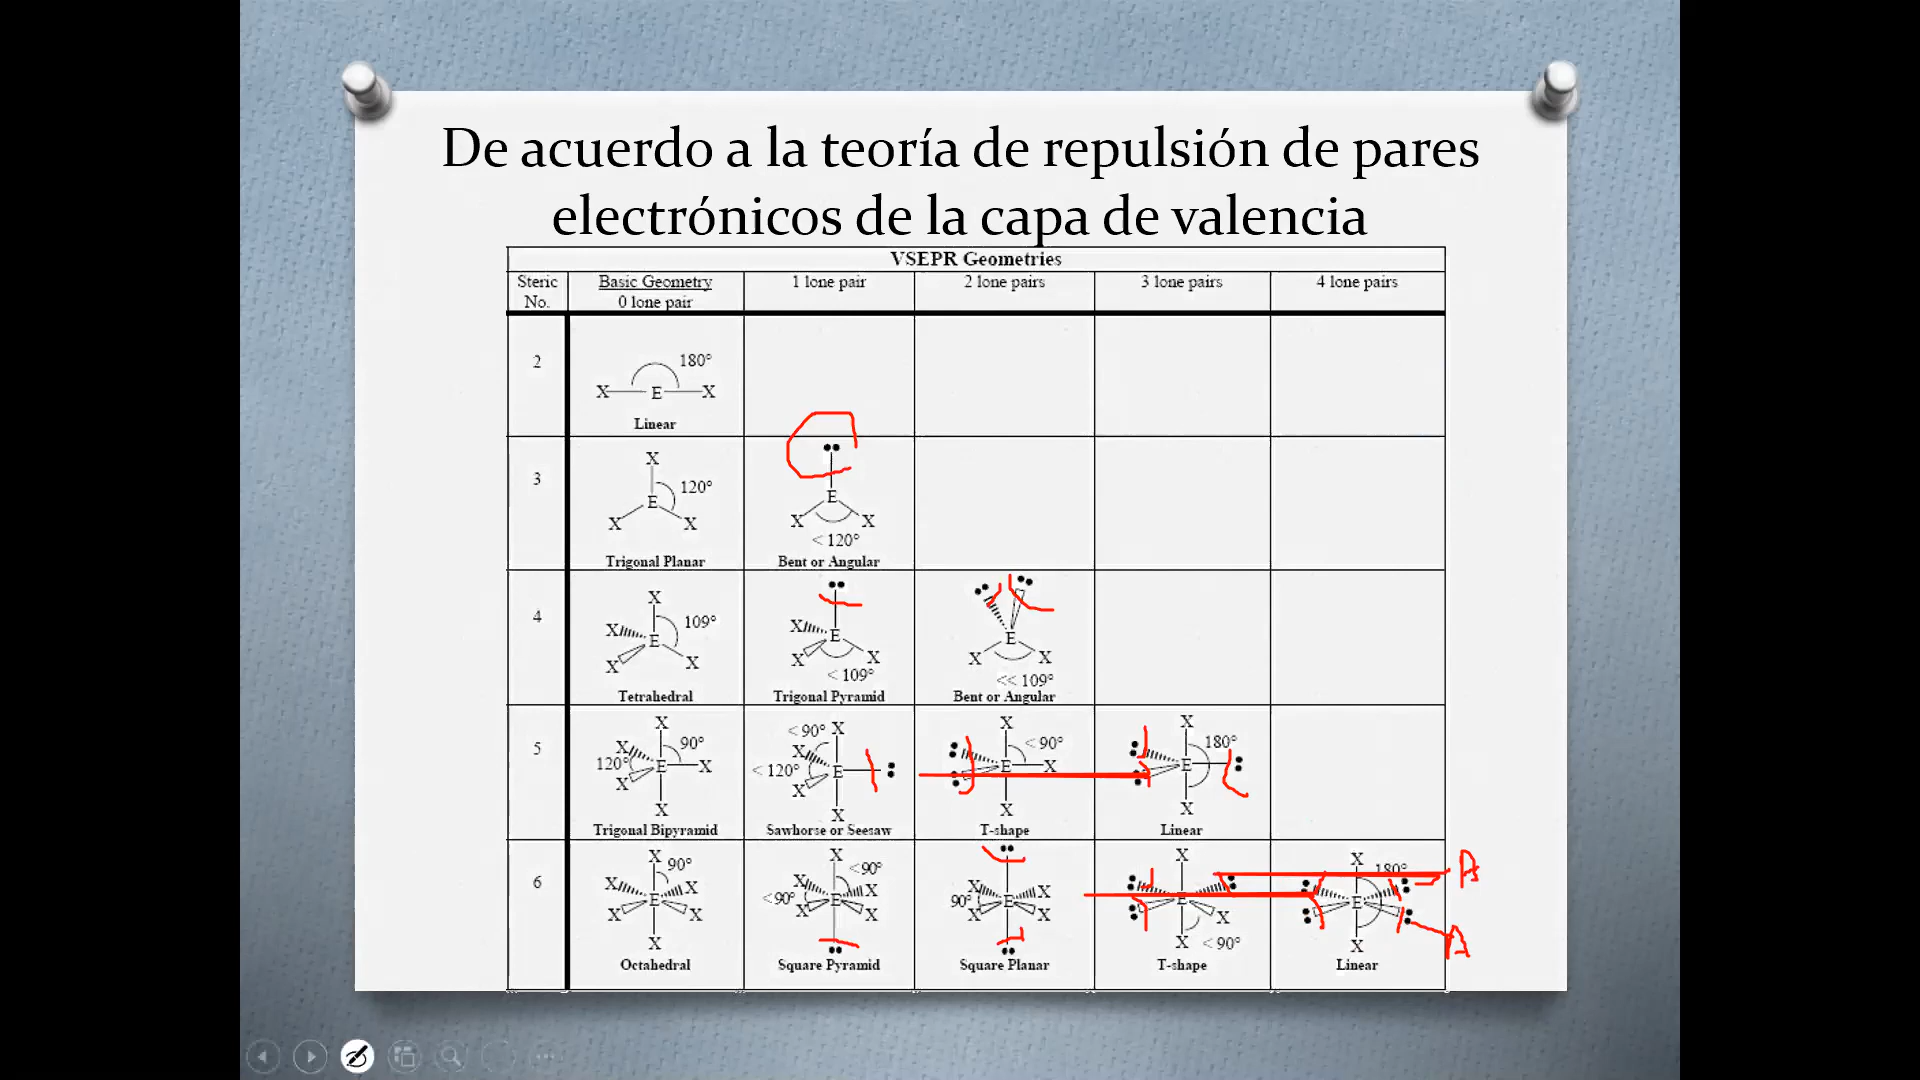 De acuerdo a la teoría de repulsión de pares
electrónicos de la capa de valencia
VSEPR Geometries
Steric No.
Basic Geometry
0 lone pair
1 lone pair
2 lone pairs
3 lone pairs
4 lone pairs
2
180°
X E X
Linear
3
X
120°
E
X X
Trigonal Planar
E
X X
< 120°
Bent or Angular
4
X
109°
X E
X X
Tetrahedral
X E
X X
< 109°
Trigonal Pyramid
E
X X
<< 109°
Bent or Angular
5
X
X 90°
120° E X
X
X
Trigonal Bipyramid
< 90° X
X
< 120° E
X
X
Sawhorse or Seesaw
X
< 90°
E X
X
T-shape
X
180°
E
X
Linear
6
X
90°
X X
E
X X
X
Octahedral
X
<90°
X X
<90° E
X X
Square Pyramid
X X
90° E
X X
Square Planar
X
E
X
X < 90°
T-shape
X
180°
E
X
Linear